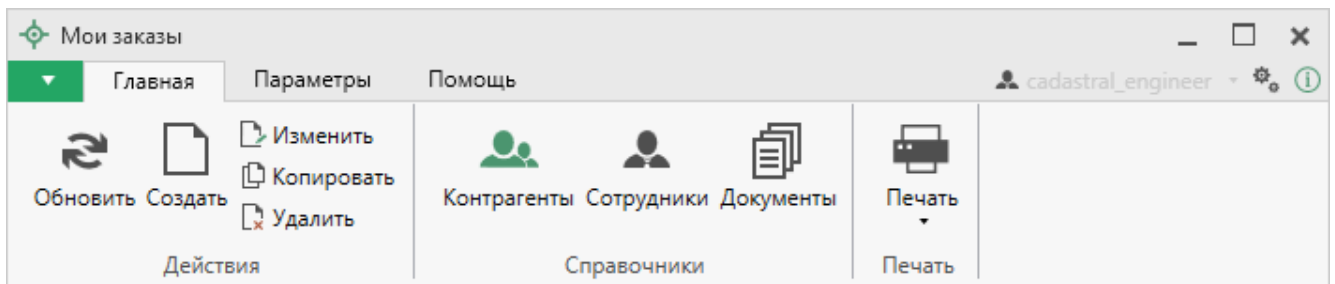 Мои заказы
Главная Параметры Помощь cadastral_engineer
Изменить
Копировать
Обновить Создать Контрагенты Сотрудники Документы Печать
Удалить
Действия Справочники Печать